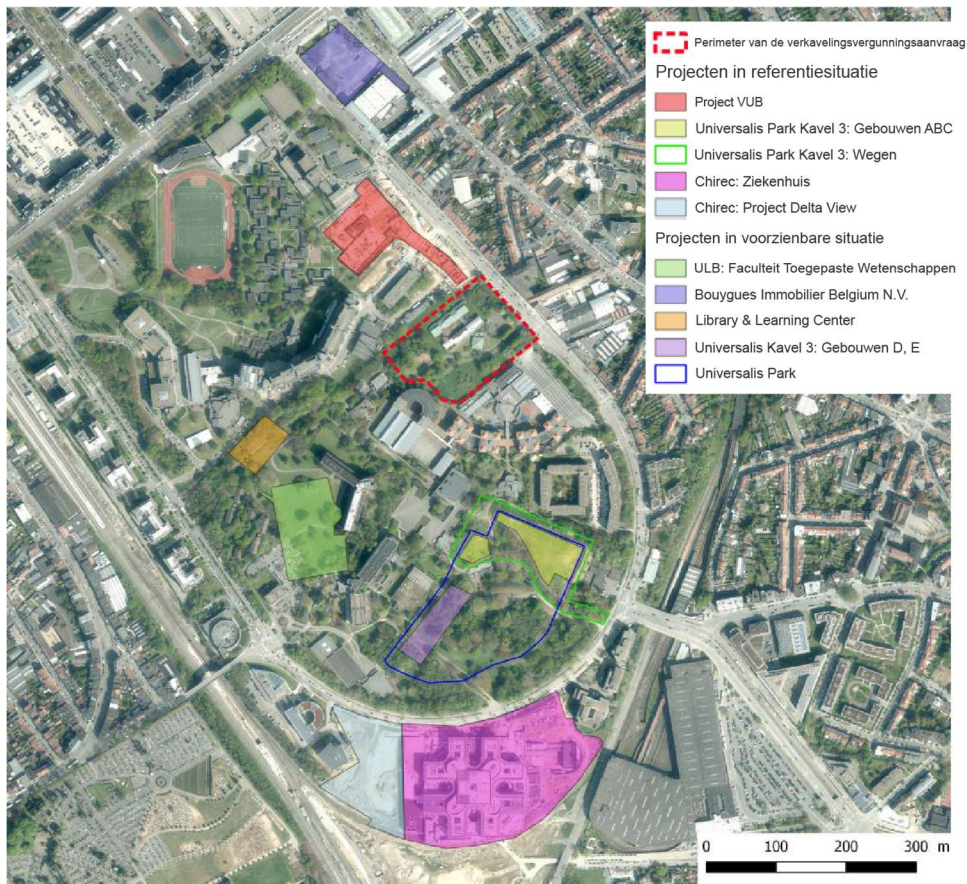 Perimeter van de verkavelingsvergunningsaanvraag
Projecten in referentiesituatie
Project VUB
Universalis Park Kavel 3: Gebouwen ABC
Universalis Park Kavel 3: Wegen
Chirec: Ziekenhuis
Chirec: Project Delta View
Projecten in voorzienbare situatie
ULB: Faculteit Toegepaste Wetenschappen
Bouygues Immobilier Belgium N.V.
Library & Learning Center
Universalis Kavel 3: Gebouwen D, E
Universalis Park
0 100 200 300 m